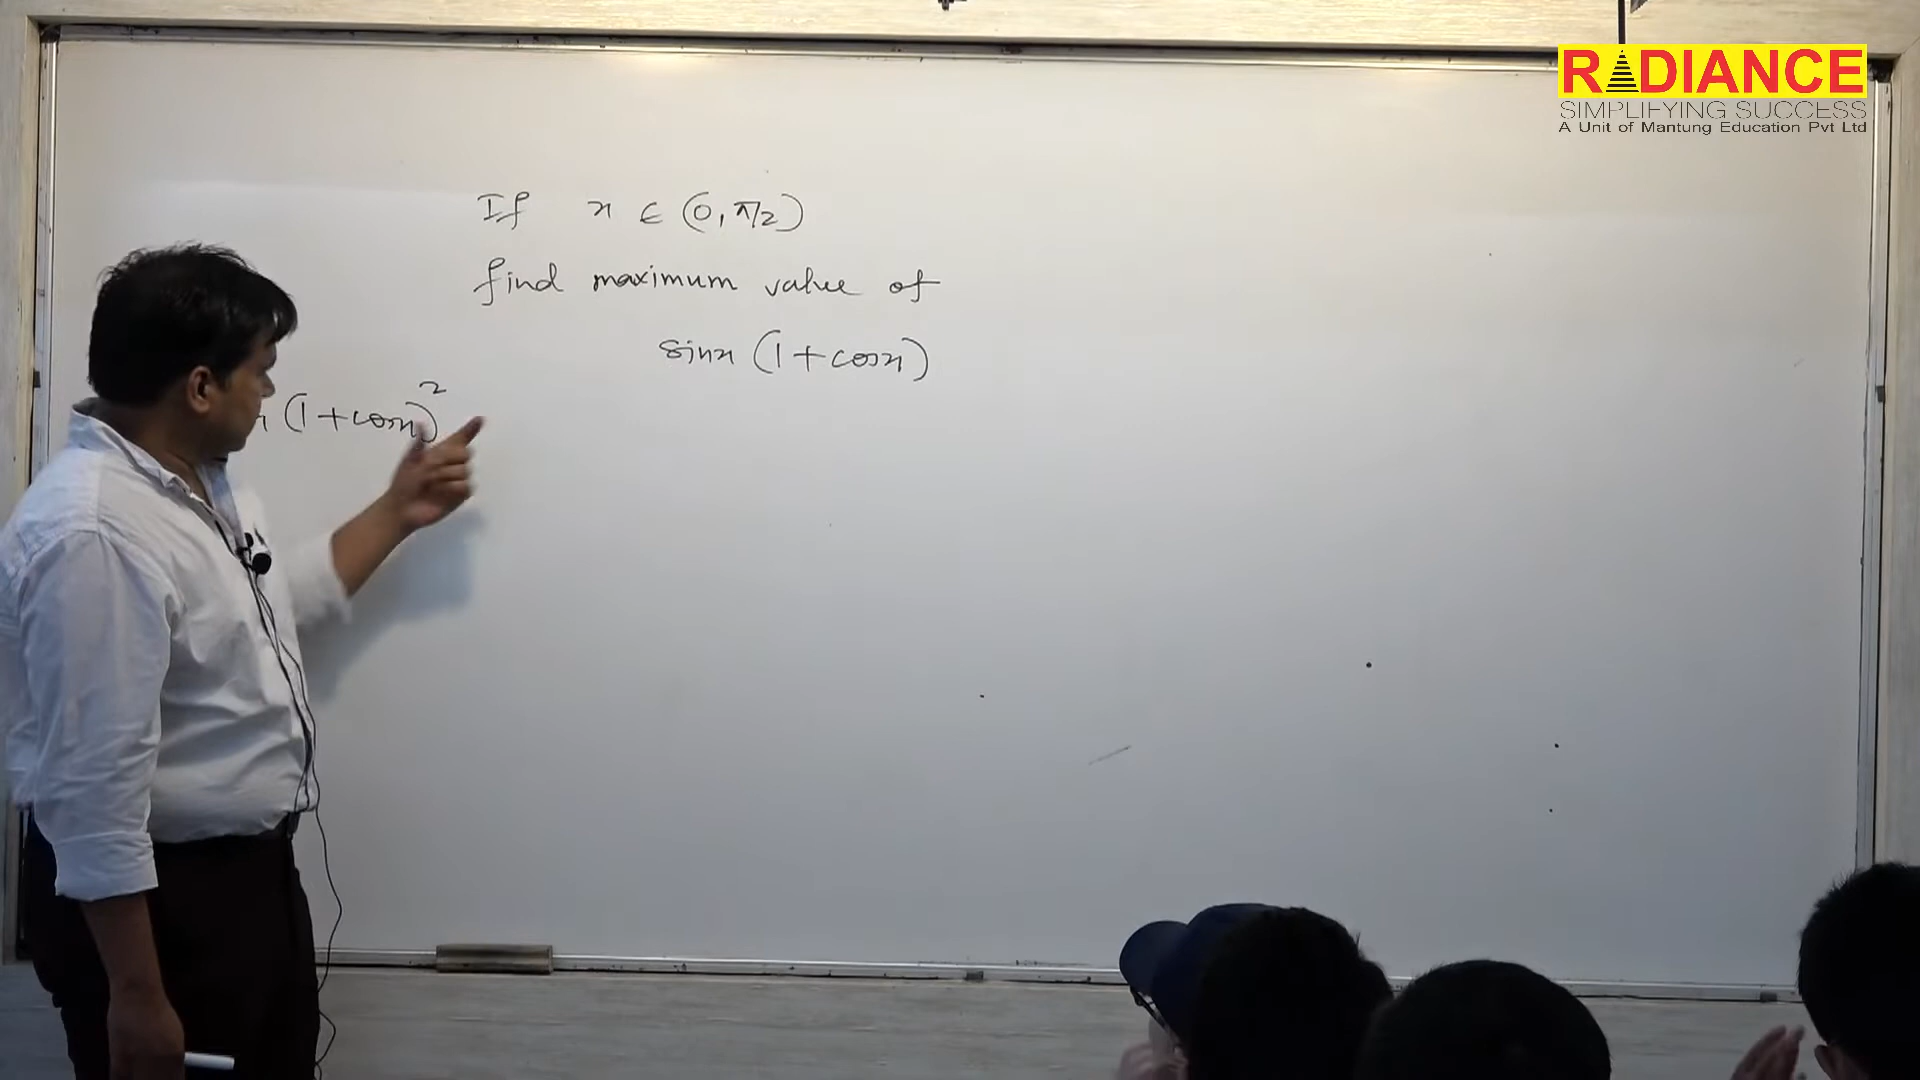 RADIANCE
SIMPLIFYING SUCCESS
A Unit of Mantung Education Pvt Ltd
If x ∈ (0, π/2)
find maximum value of
sinx (1+cosx)
(1+cosx)²